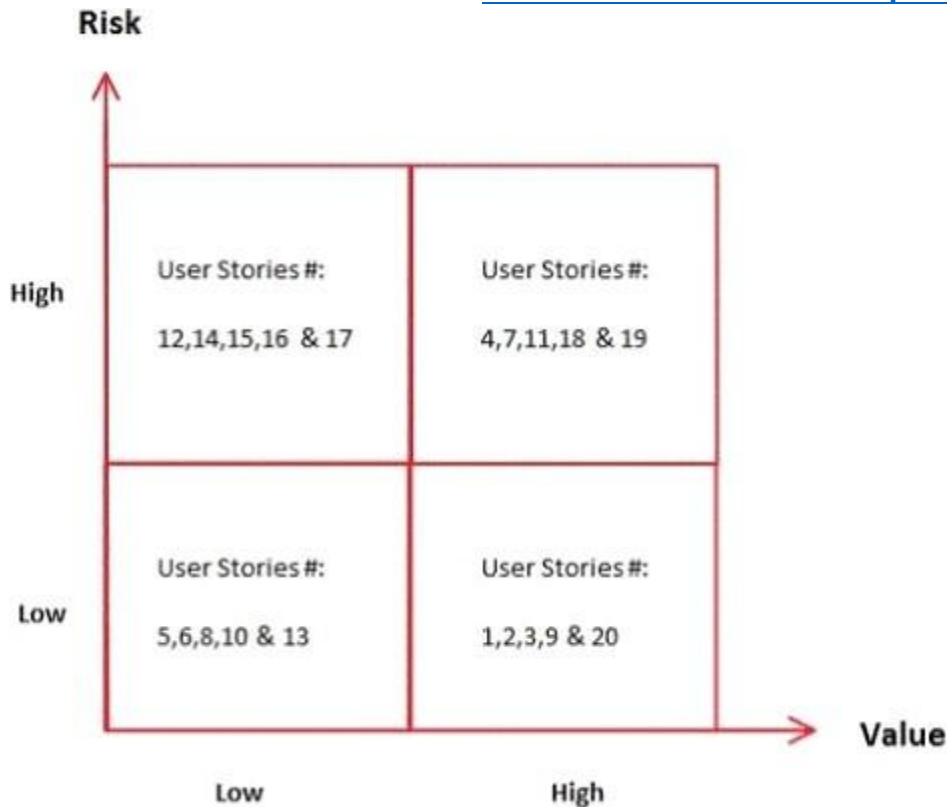 Risk
High
User Stories #:
12,14,15,16 & 17
User Stories #:
4,7,11,18 & 19
Low
User Stories #:
5,6,8,10 & 13
User Stories #:
1,2,3,9 & 20
Value
Low
High